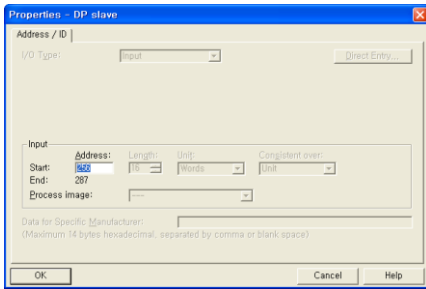 Properties - DP slave
Address / ID
I/O Type: Input Direct Entry...
Input
Address: Length: Unit: Consistent over:
Start: 256 16 Words Unit
End: 287
Process image: ---
Data for Specific Manufacturer:
(Maximum 14 bytes hexadecimal, separated by comma or blank space)
OK Cancel Help